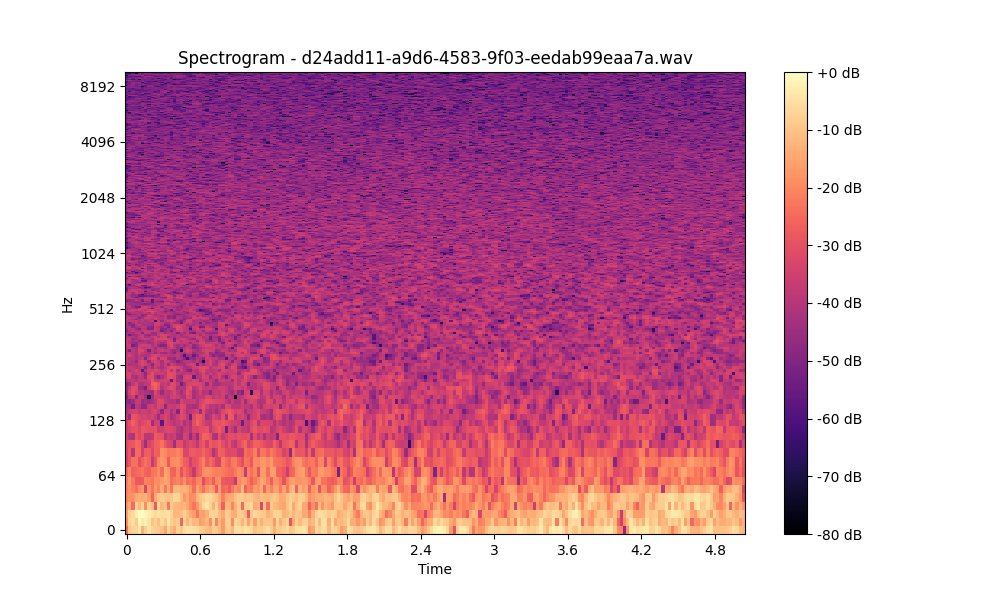 Spectrogram - d24add11-a9d6-4583-9f03-eedab99eaa7a.wav
8192
4096
2048
1024
512
256
128
64
0
Hz
0 0.6 1.2 1.8 2.4 3 3.6 4.2 4.8
Time
+0 dB
-10 dB
-20 dB
-30 dB
-40 dB
-50 dB
-60 dB
-70 dB
-80 dB